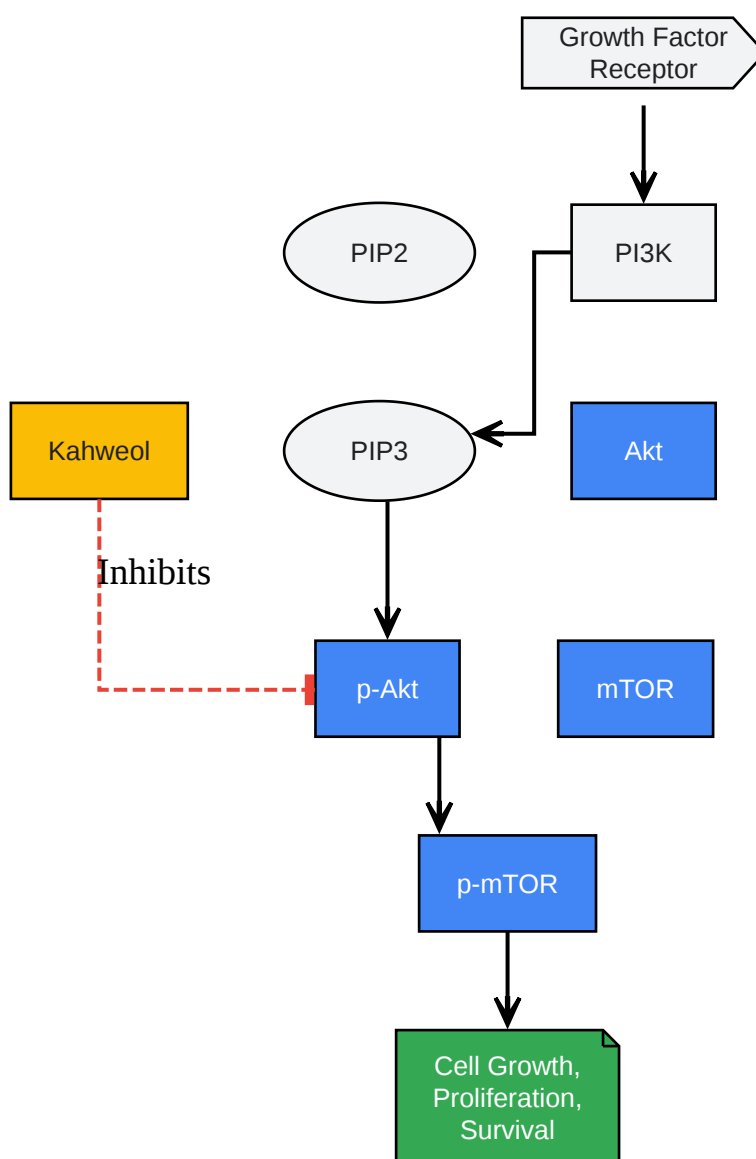 Growth Factor
Receptor
PIP2
PI3K
Kahweol
PIP3
Akt
Inhibits
p-Akt
mTOR
p-mTOR
Cell Growth,
Proliferation,
Survival